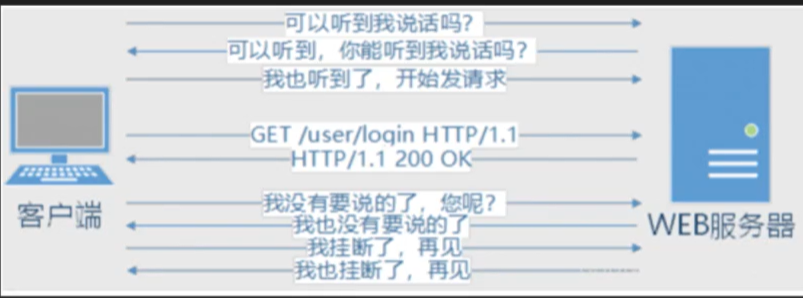 可以听到我说话吗？
可以听到，你能听到我说话吗？
我也听到了，开始发请求
GET /user/login HTTP/1.1
HTTP/1.1 200 OK
我没有要说的了，您呢？
我也没有要说的了
我挂断了，再见
我也挂断了，再见
客户端
WEB服务器